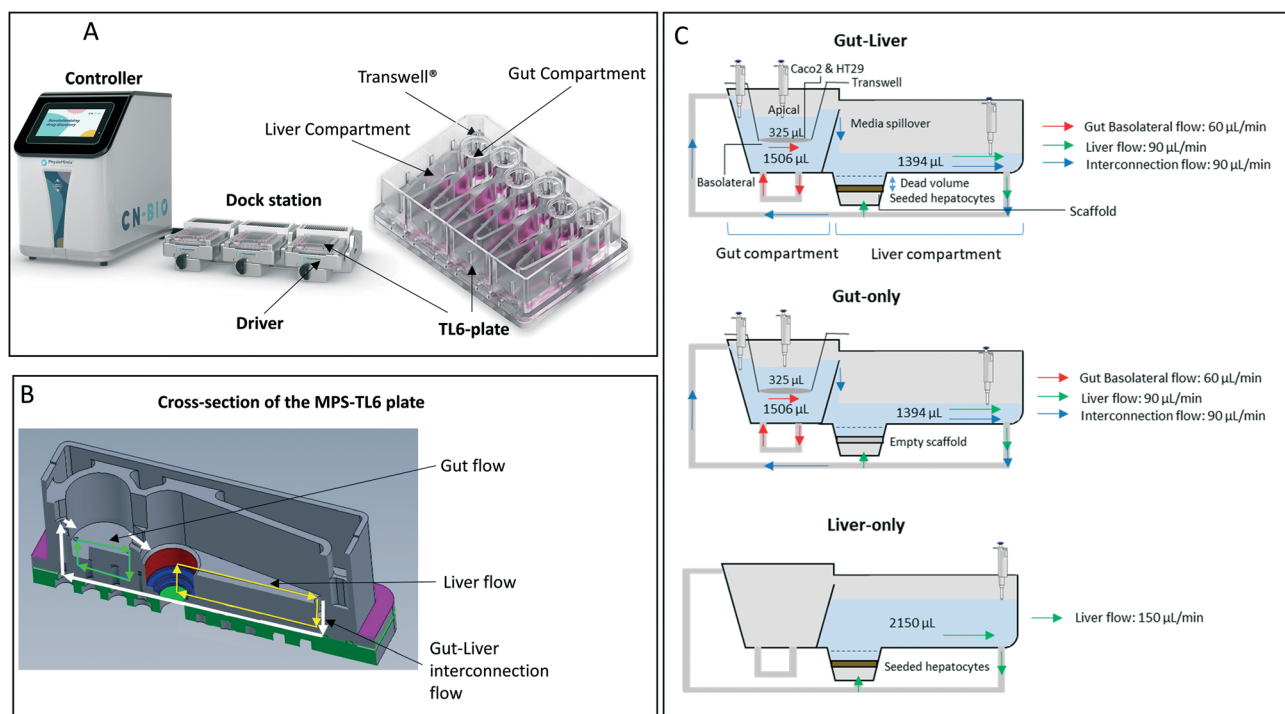 A
Controller
Dock station
Driver
TL6-plate
Transwell®
Gut Compartment
Liver Compartment
PhysioMimix
CN-BIO
B
Cross-section of the MPS-TL6 plate
Gut flow
Liver flow
Gut-Liver
interconnection
flow
C
Gut-Liver
Caco2 & HT29
Transwell
Apical
Media spillover
325 µL
1506 µL
1394 µL
Basolateral
Dead volume
Seeded hepatocytes
Scaffold
Gut compartment
Liver compartment
Gut Basolateral flow: 60 µL/min
Liver flow: 90 µL/min
Interconnection flow: 90 µL/min
Gut-only
325 µL
1506 µL
1394 µL
Empty scaffold
Gut Basolateral flow: 60 µL/min
Liver flow: 90 µL/min
Interconnection flow: 90 µL/min
Liver-only
2150 µL
Seeded hepatocytes
Liver flow: 150 µL/min